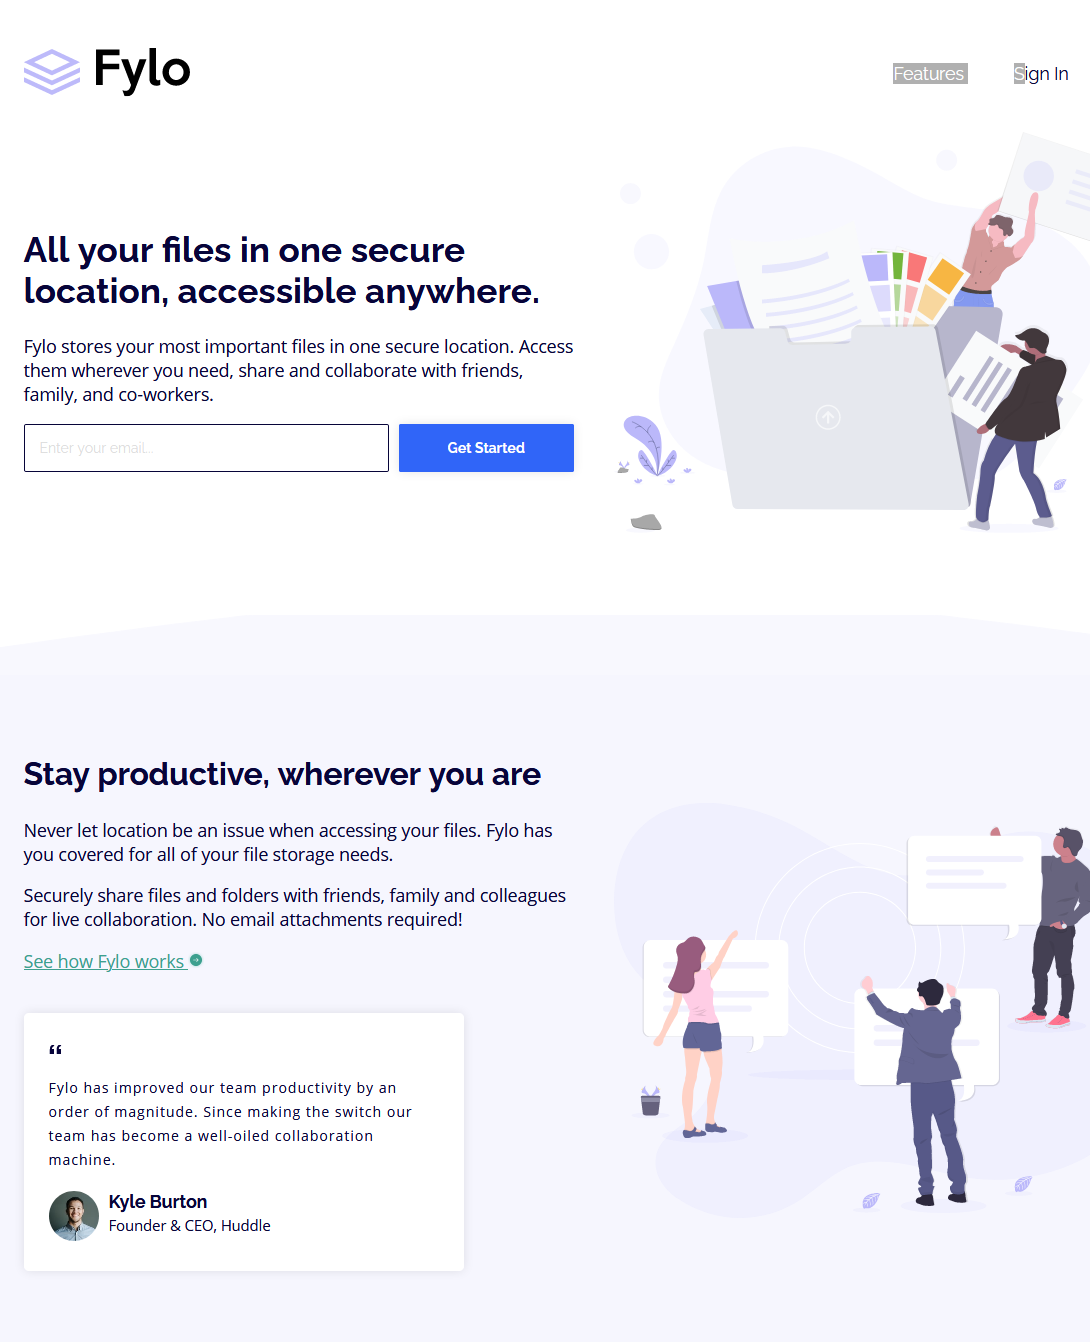 Fylo
Features
Sign In
All your files in one secure
location, accessible anywhere.
Fylo stores your most important files in one secure location. Access
them wherever you need, share and collaborate with friends,
family, and co-workers.
Enter your email...
Get Started
Stay productive, wherever you are
Never let location be an issue when accessing your files. Fylo has
you covered for all of your file storage needs.
Securely share files and folders with friends, family and colleagues
for live collaboration. No email attachments required!
See how Fylo works
“
Fylo has improved our team productivity by an
order of magnitude. Since making the switch our
team has become a well-oiled collaboration
machine.
Kyle Burton
Founder & CEO, Huddle